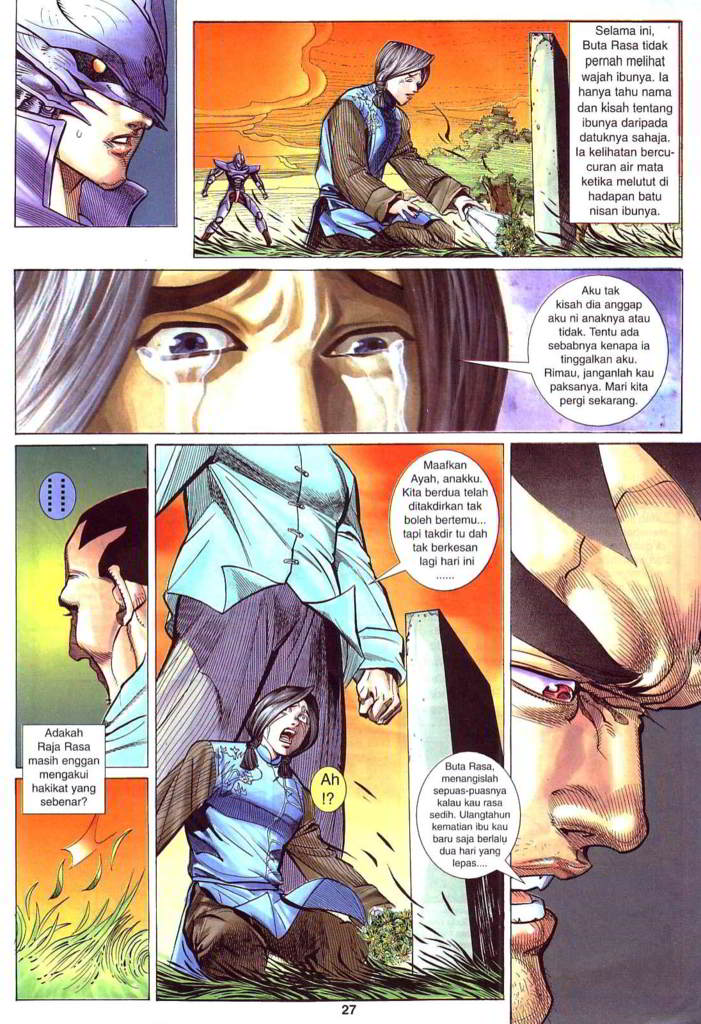 Selama ini,
Buta Rasa tidak
pernah melihat
wajah ibunya. Ia
hanya tahu nama
dan kisah tentang
ibunya daripada
datuknya sahaja.
Ia kelihatan bercu-
curan air mata
ketika melutut di
hadapan batu
nisan ibunya.
Aku tak
kisah dia anggap
aku ni anaknya atau
tidak. Tentu ada
sebabnya kenapa ia
tinggalkan aku.
Rimau, janganlah kau
paksanya. Mari kita
pergi sekarang.
Maafkan
Ayah, anakku.
Kita berdua telah
ditakdirkan tak
boleh bertemu...
tapi takdir tu dah
tak berkesan
lagi hari ini
......
Adakah
Raja Rasa
masih enggan
mengakui
hakikat yang
sebenar?
Ah
!?
Buta Rasa,
menangislah
sepuas-puasnya
kalau kau rasa
sedih. Ulangtahun
kematian ibu kau
baru saja berlalu
dua hari yang
lepas....
27